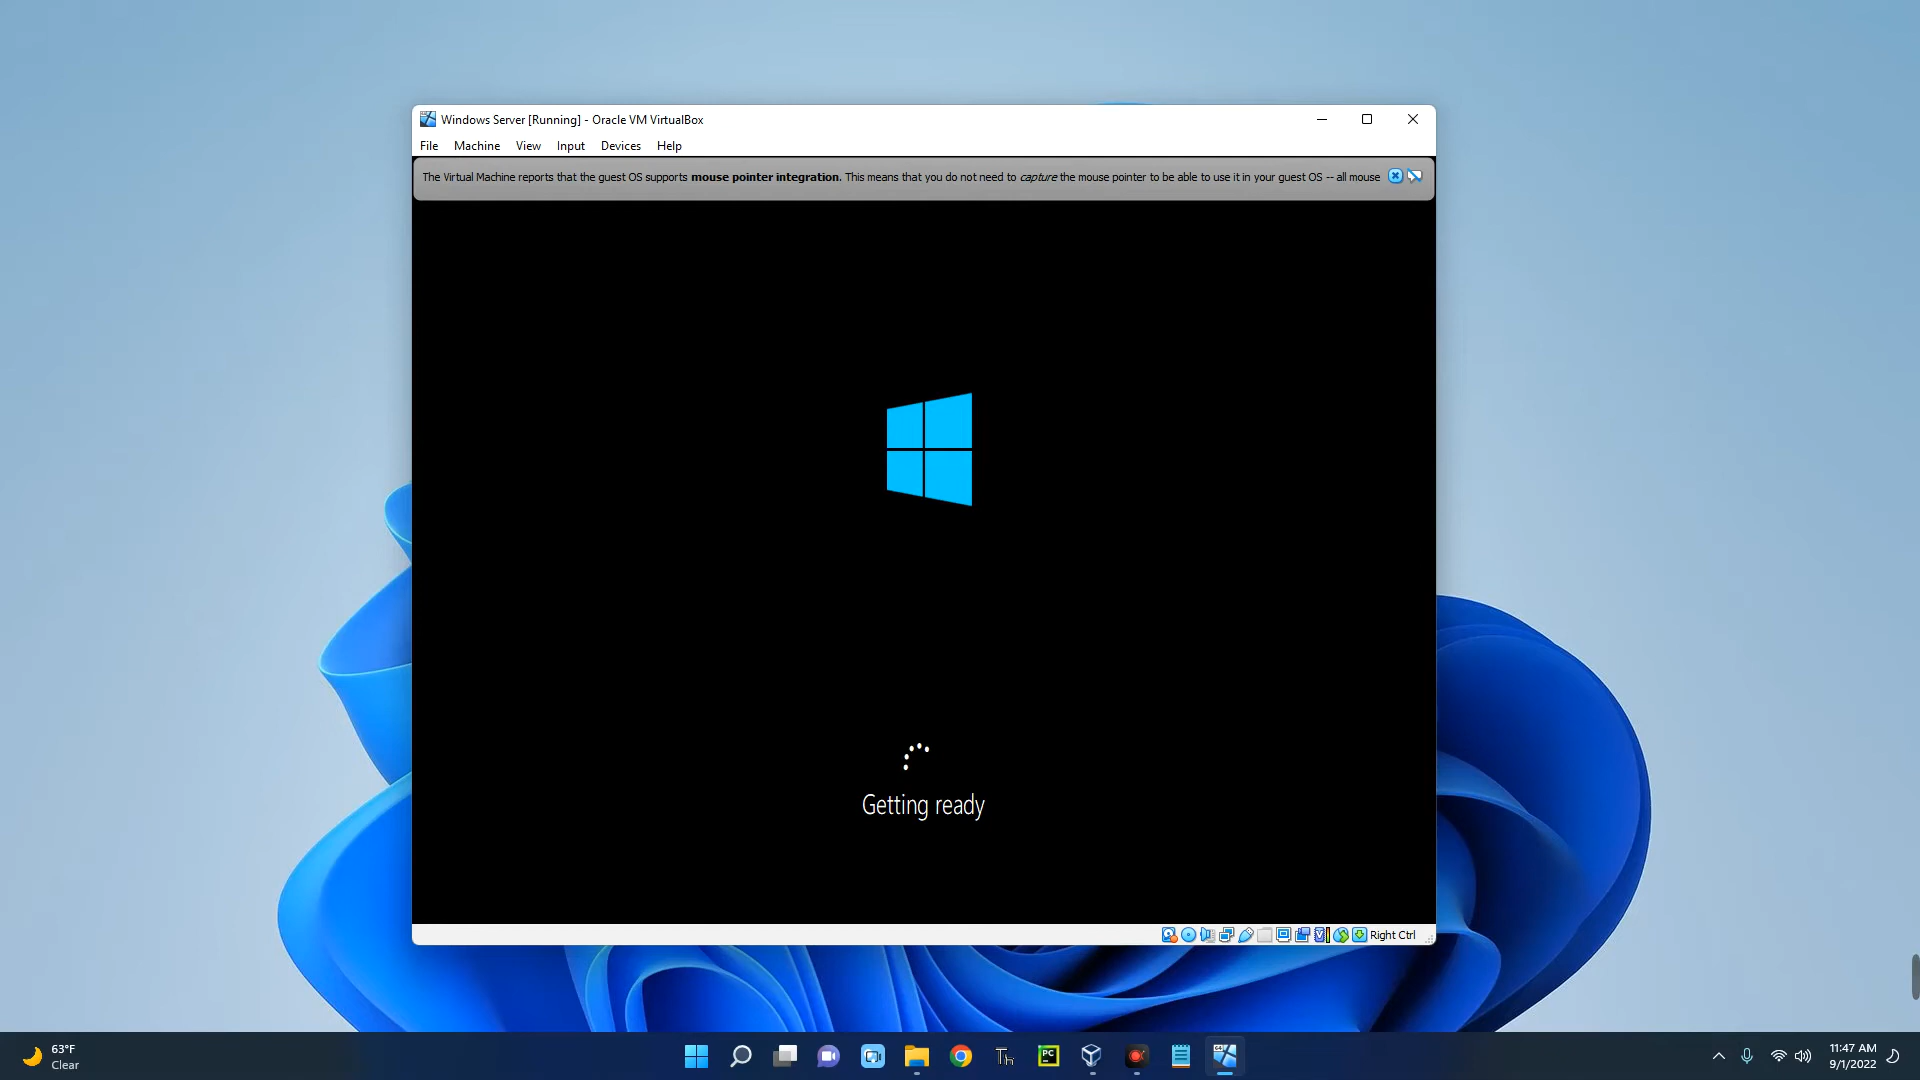 Windows Server [Running] - Oracle VM VirtualBox
File Machine View Input Devices Help
The Virtual Machine reports that the guest OS supports mouse pointer integration. This means that you do not need to capture the mouse pointer to be able to use it in your guest OS -- all mouse
Getting ready
Right Ctrl
63°F
Clear
Th
PC
64
11:47 AM
9/1/2022